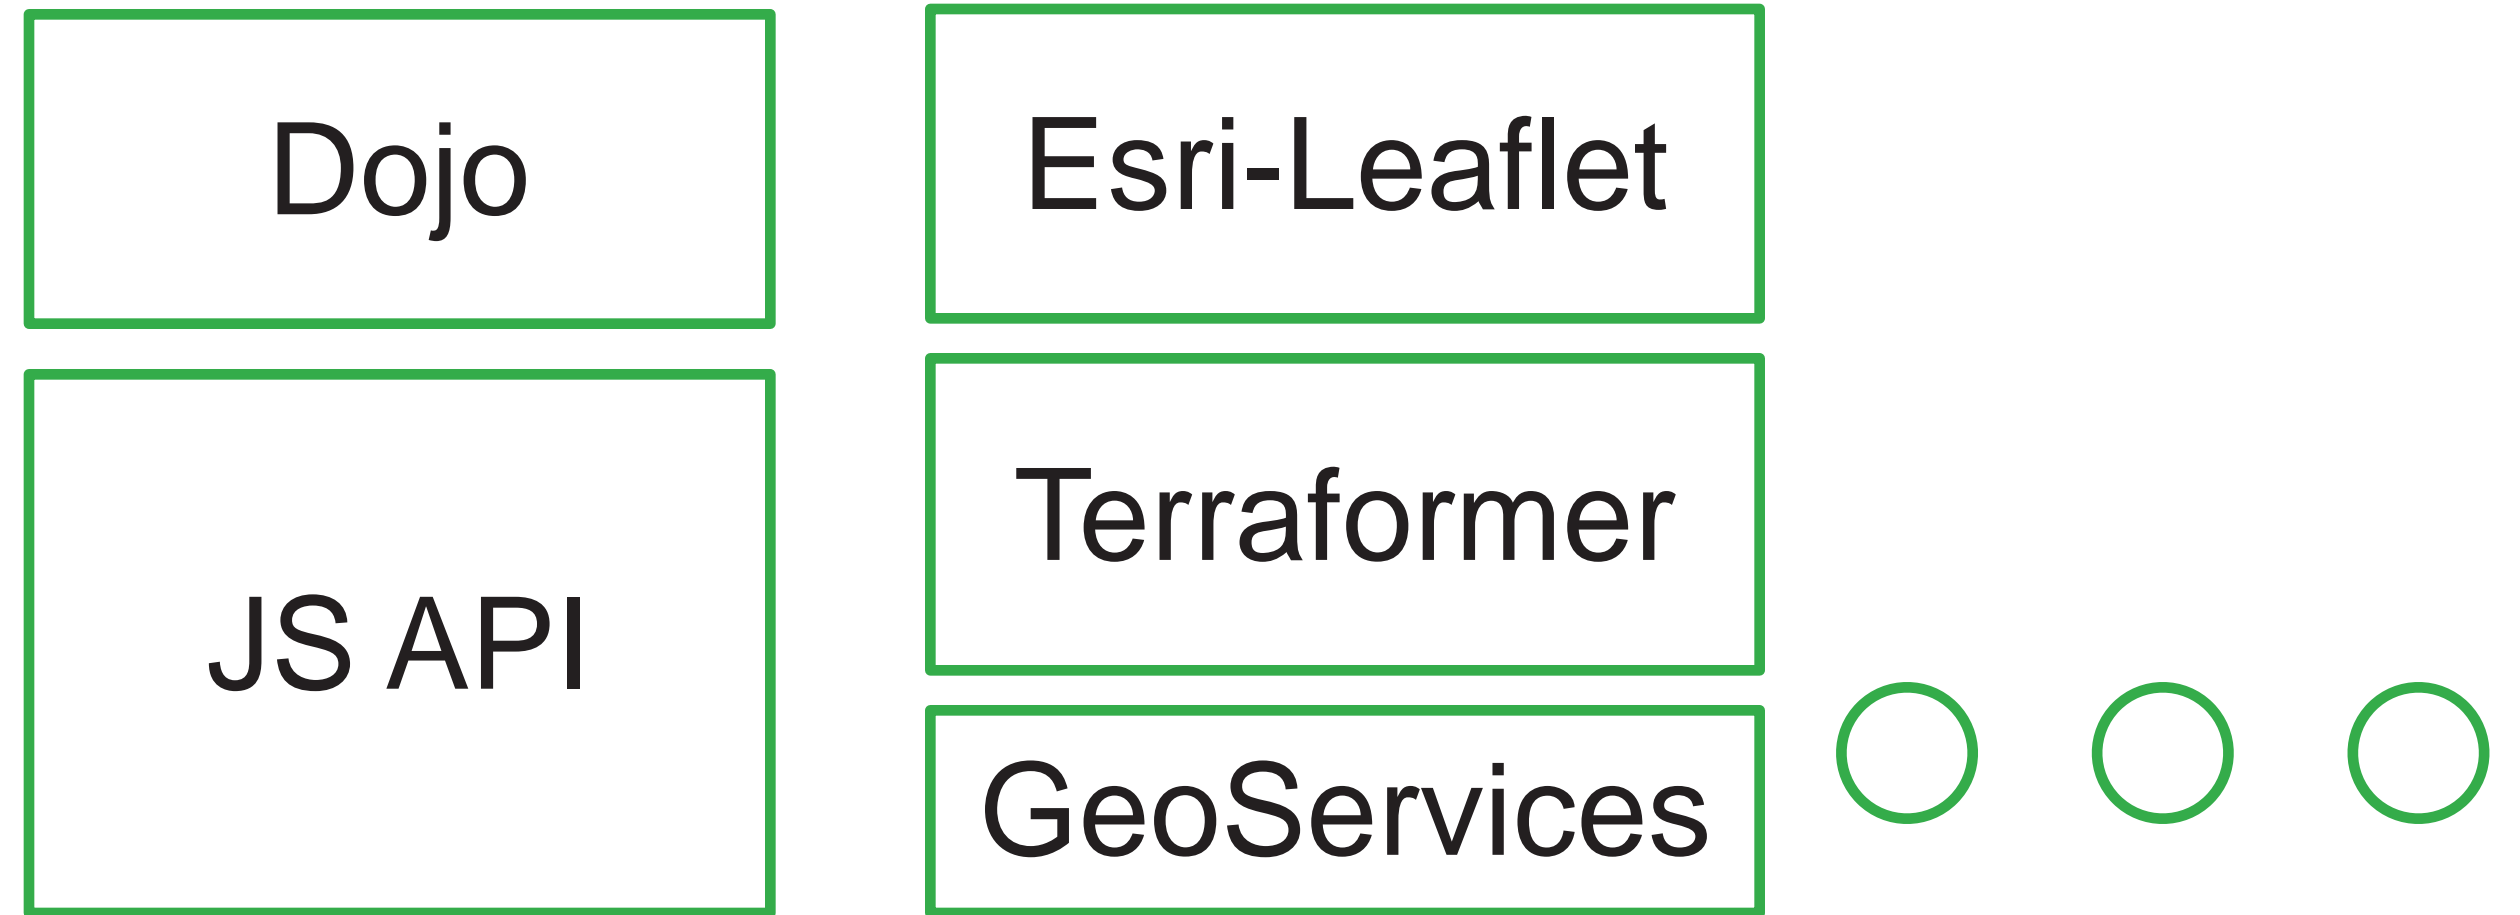 Dojo
JS API
Esri-Leaflet
Terraformer
GeoServices